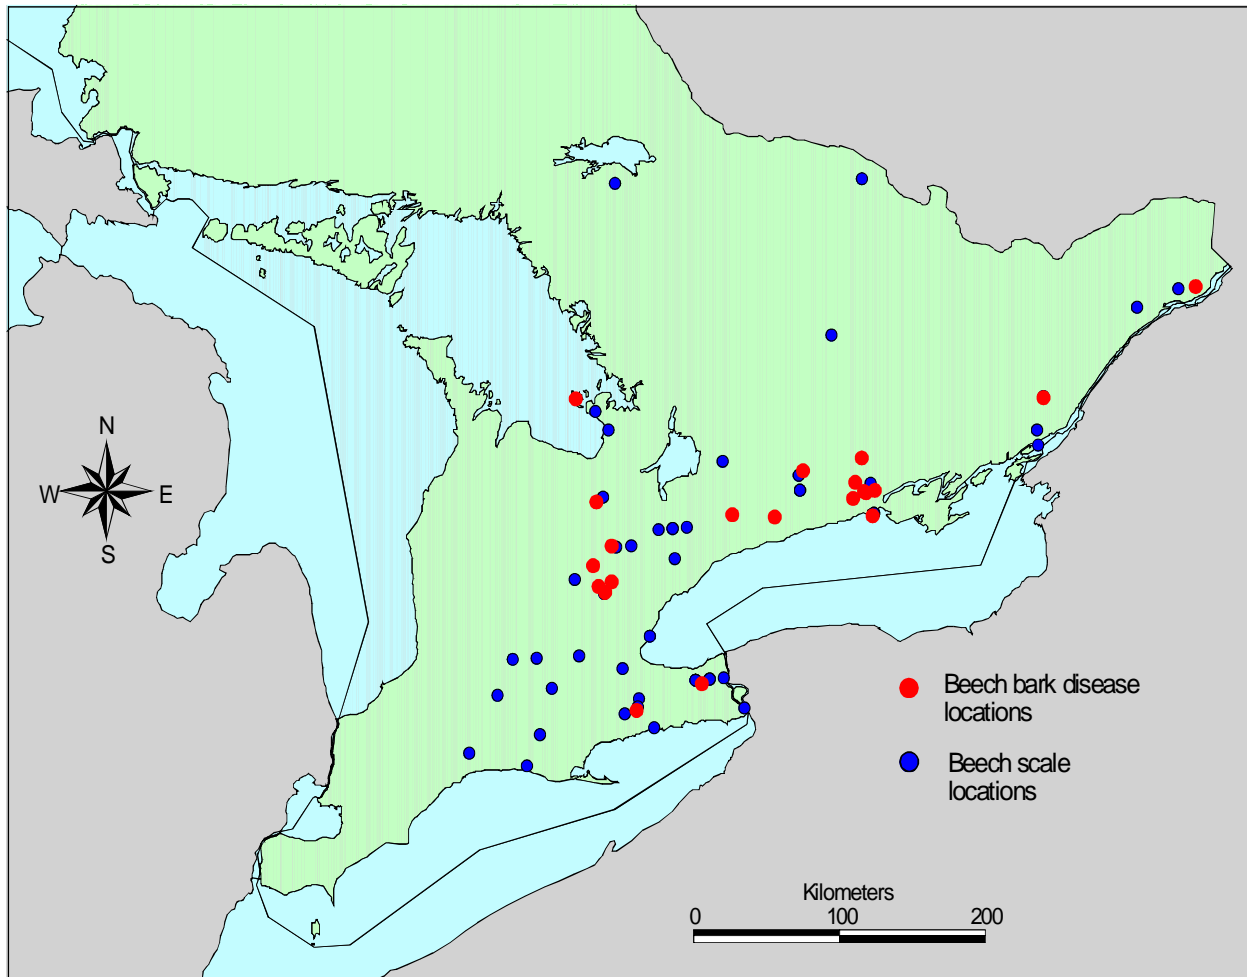 N
W E
S
Beech bark disease
locations
Beech scale
locations
Kilometers
0 100 200